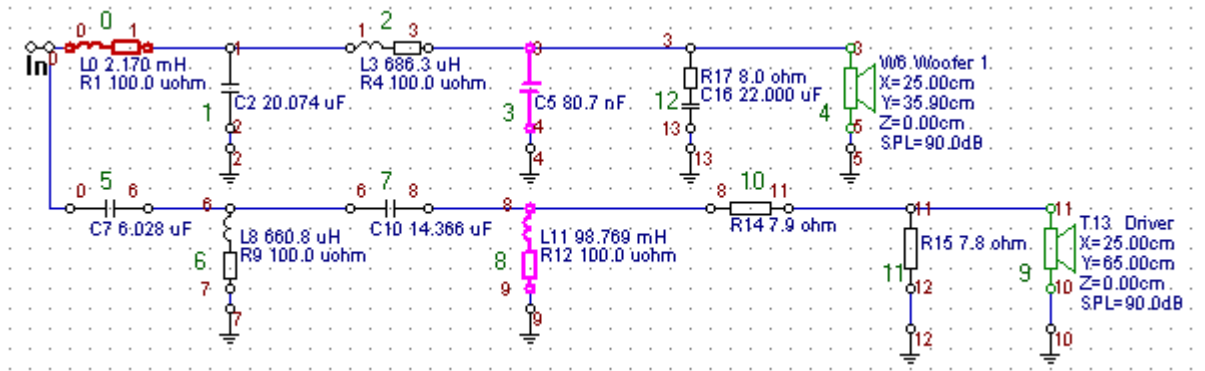 0 2
0 1 1 1 3 3 3 3
In 0
L0 2.170 mH
R1 100.0 uohm
L3 686.3 uH
R4 100.0 uohm
1 C2 20.074 uF
2
2
3 C5 80.7 nF
4
4
R17 8.0 ohm
12 C16 22.000 uF
13
13
W6 Woofer 1
X=25.00cm
Y=35.90cm
Z=0.00cm
SPL=90.0dB
4 5
5
5 7 10
0 6 6 6 8 8 8 11 11 11
C7 6.028 uF
L8 660.8 uH
R9 100.0 uohm
6
7
7
C10 14.366 uF
L11 98.769 mH
R12 100.0 uohm
8
9
9
R14 7.9 ohm
R15 7.8 ohm
11 12
12
T13 Driver
X=25.00cm
Y=65.00cm
Z=0.00cm
SPL=90.0dB
9 10
10